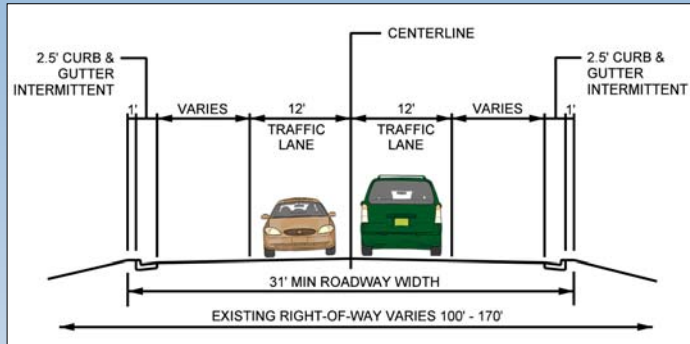 CENTERLINE
2.5' CURB &
GUTTER
INTERMITTENT
2.5' CURB &
GUTTER
INTERMITTENT
1'
VARIES
12'
12'
VARIES
1'
TRAFFIC
LANE
TRAFFIC
LANE
31' MIN ROADWAY WIDTH
EXISTING RIGHT-OF-WAY VARIES 100' - 170'